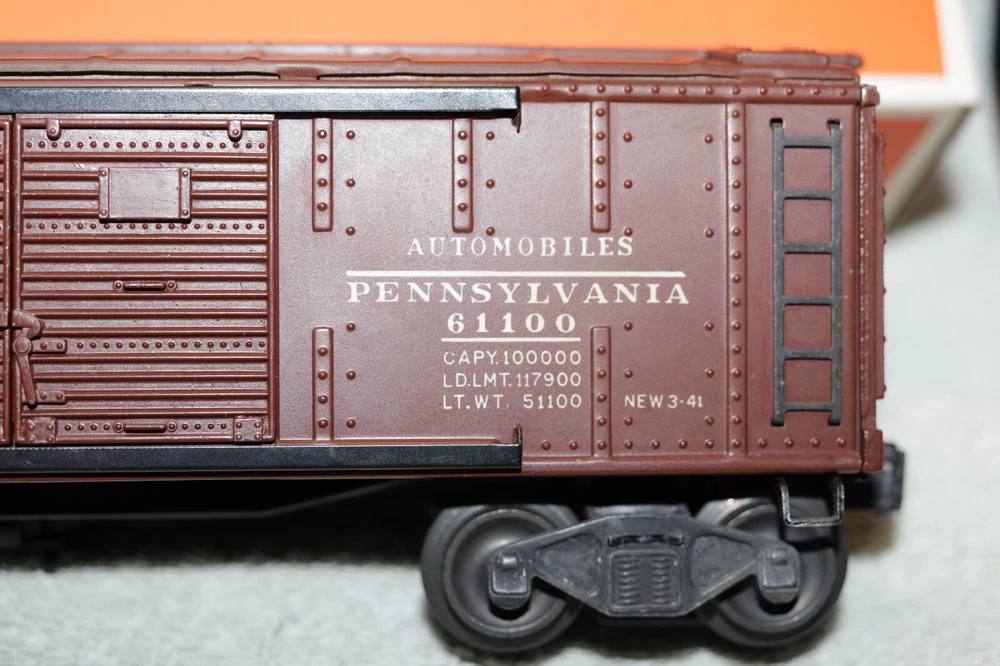 AUTOMOBILES
PENNSYLVANIA
61100
CAPY. 100000
LD.LMT. 117900
LT. WT. 51100 NEW 3-41